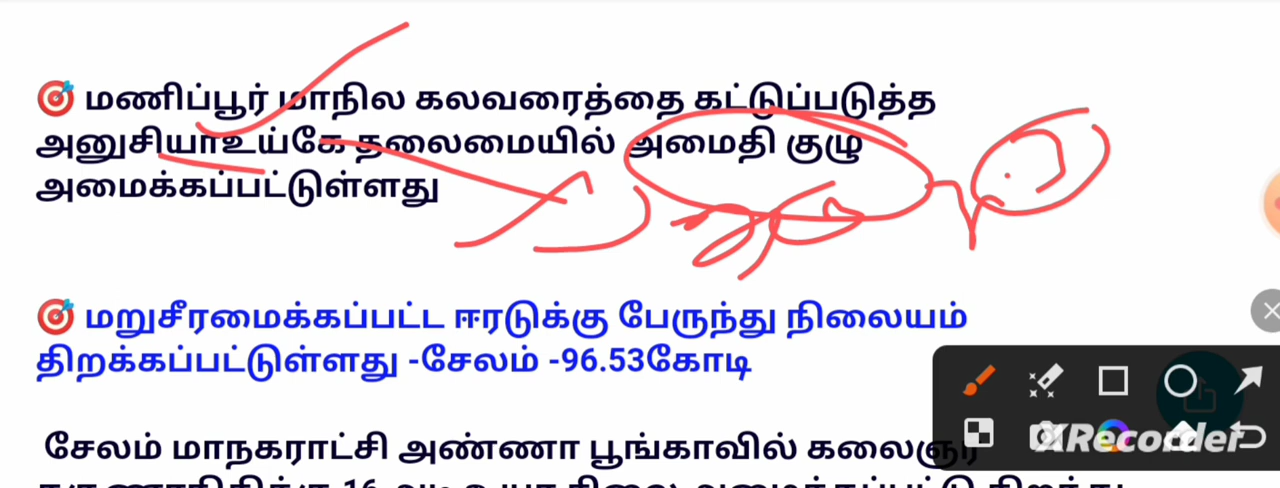 🎯 மணிப்பூர் மாநில கலவரைத்தை கட்டுப்படுத்த
அனுசியாஉய்கே தலைமையில் அமைதி குழு
அமைக்கப்பட்டுள்ளது
🎯 மறுசீரமைக்கப்பட்ட ஈரடுக்கு பேருந்து நிலையம்
திறக்கப்பட்டுள்ளது -சேலம் -96.53கோடி
சேலம் மாநகராட்சி அண்ணா பூங்காவில் கலைஞர்
XRecorder